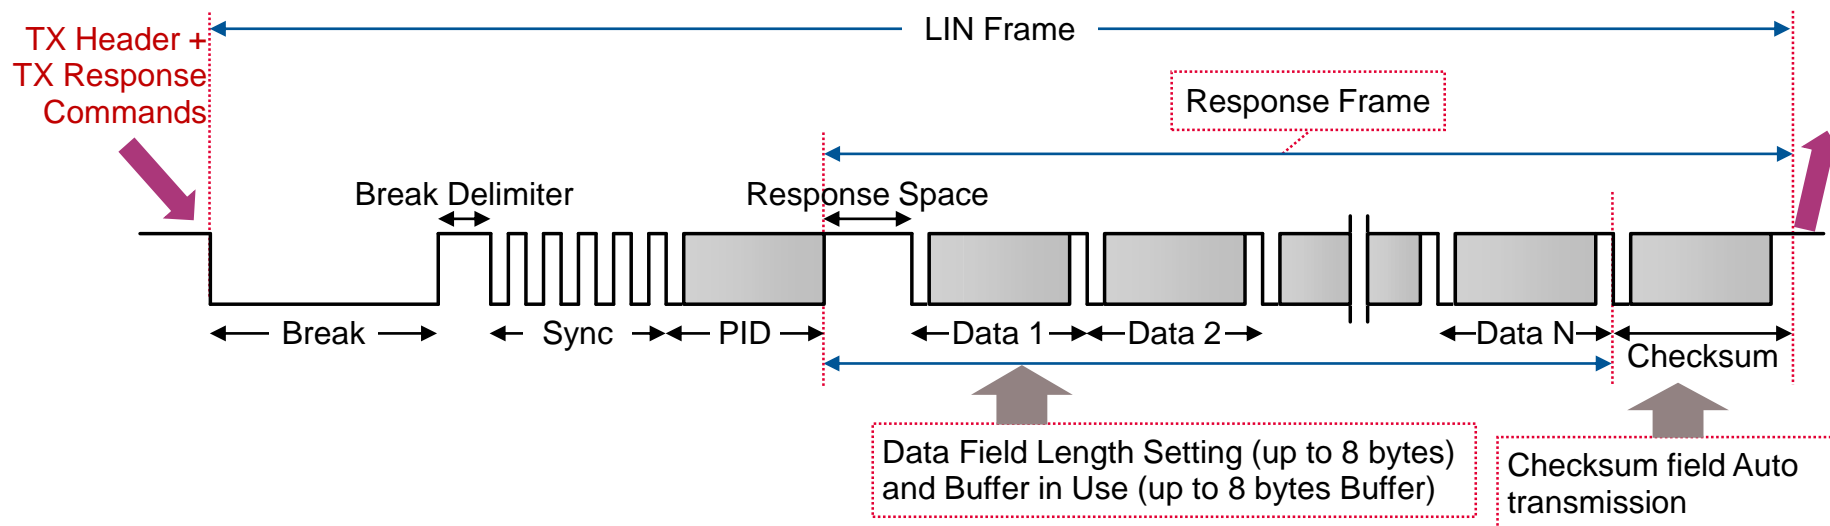 LIN Frame
TX Header +
TX Response
Commands
Response Frame
Break Delimiter
Response Space
Break
Sync
PID
Data 1
Data 2
Data N
Checksum
Data Field Length Setting (up to 8 bytes)
and Buffer in Use (up to 8 bytes Buffer)
Checksum field Auto
transmission